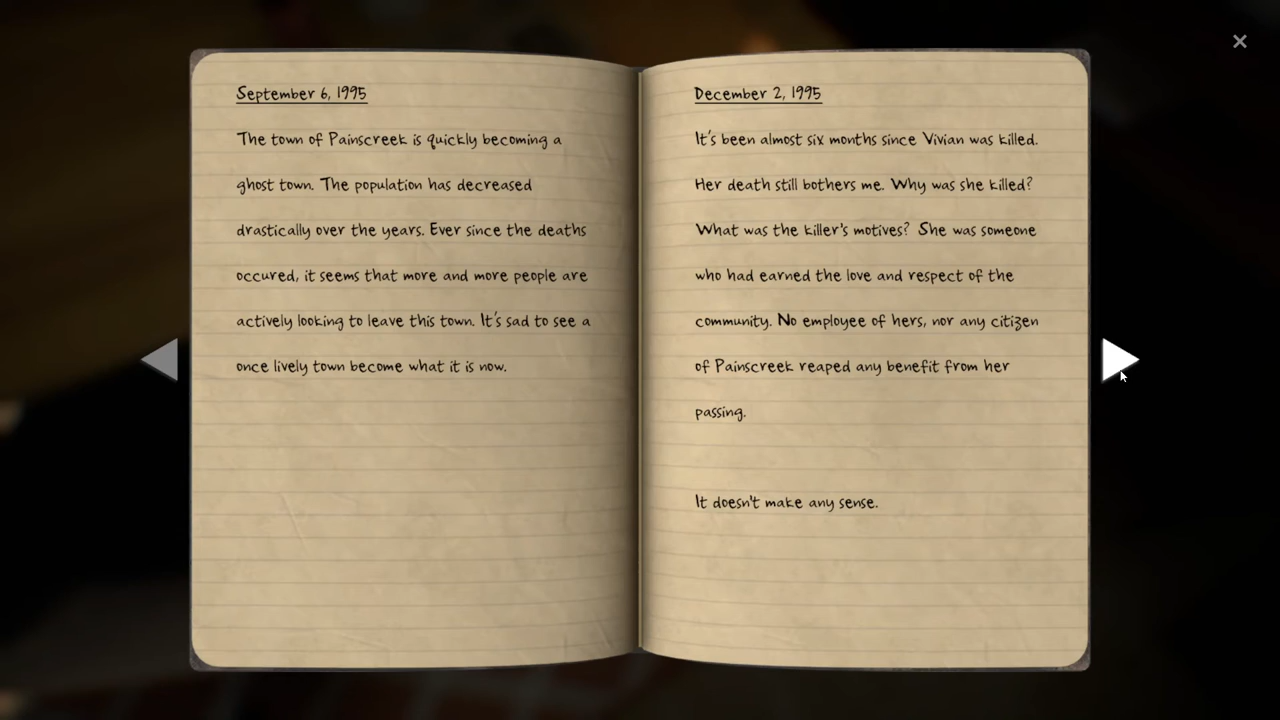 September 6, 1995
The town of Painscreek is quickly becoming a
ghost town. The population has decreased
drastically over the years. Ever since the deaths
occured, it seems that more and more people are
actively looking to leave this town. It's sad to see a
once lively town become what it is now.
December 2, 1995
It's been almost six months since Vivian was killed.
Her death still bothers me. Why was she killed?
What was the killer's motives? She was someone
who had earned the love and respect of the
community. No employee of hers, nor any citizen
of Painscreek reaped any benefit from her
passing.
It doesn't make any sense.